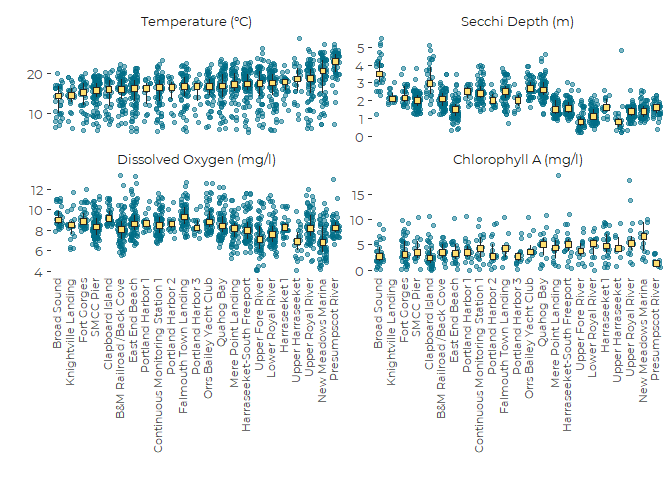 Temperature (°C)
Secchi Depth (m)
20
10
5
4
3
2
1
0
Dissolved Oxygen (mg/l)
Chlorophyll A (mg/l)
12
10
8
6
4
15
10
5
0
Broad Sound
Knightville Landing
Fort Gorges
SMCC Pier
Clapboard Island
B&M Railroad / Back Cove
East End Beach
Portland Harbor 1
Continuous Monitoring Station 1
Portland Harbor 2
Falmouth Town Landing
Portland Harbor 3
Orrs Bailey Yacht Club
Quahog Bay
Mere Point Landing
Harraseeket-South Freeport
Upper Fore River
Lower Royal River
Harraseeket 1
Upper Harraseeket
Upper Royal River
New Meadows Marina
Presumpscot River
Broad Sound
Knightville Landing
Fort Gorges
SMCC Pier
Clapboard Island
B&M Railroad / Back Cove
East End Beach
Portland Harbor 1
Continuous Monitoring Station 1
Portland Harbor 2
Falmouth Town Landing
Portland Harbor 3
Orrs Bailey Yacht Club
Quahog Bay
Mere Point Landing
Harraseeket-South Freeport
Upper Fore River
Lower Royal River
Harraseeket 1
Upper Harraseeket
Upper Royal River
New Meadows Marina
Presumpscot River